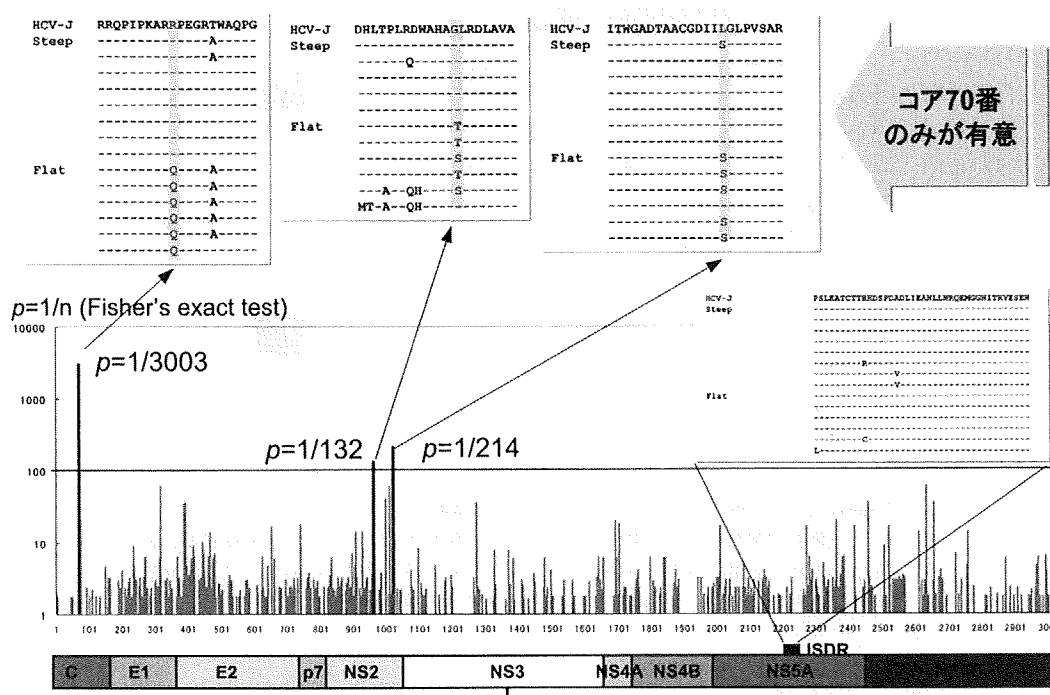 HCV-J RRQPIPKARRPEGRTWAQPG
Steep
A
A
Flat
Q A
Q A
Q A
Q A
Q A
Q
HCV-J DHLTPLRDWAHAGLRDLAVA
Steep
Q
Flat
T
T
S
T
A QH S
MT-A-QH
HCV-J ITWGADTAACGDIILGLPVSAR
Steep
S
Flat
S
S
S
S
S
コア70番
のみが有意
p=1/n (Fisher's exact test)
HCV-J
Steep
R
V
V
Flat
C
L
10000
1000
100
10
1
p=1/3003
p=1/132
p=1/214
1 101 201 301 401 501 601 701 801 901 1001 1101 1201 1301 1401 1501 1601 1701 1801 1901 2001 2101 2201 2301 2401 2501 2601 2701 2801 2901
ISDR
C E1 E2 p7 NS2 NS3 NS4A NS4B NS5A